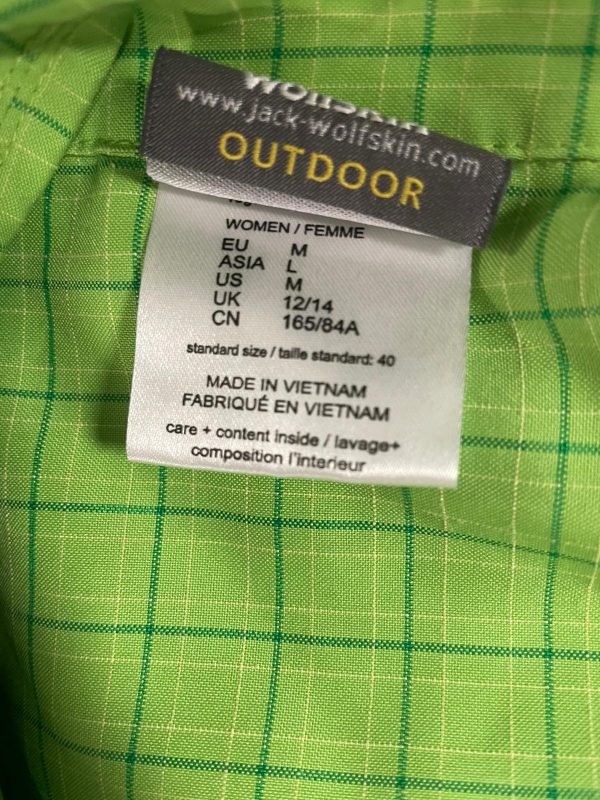 Wolfskin
www.jack-wolfskin.com
OUTDOOR
WOMEN / FEMME
EU M
ASIA L
US M
UK 12/14
CN 165/84A
standard size / taille standard: 40
MADE IN VIETNAM
FABRIQUÉ EN VIETNAM
care + content inside / lavage+
composition l'interieur